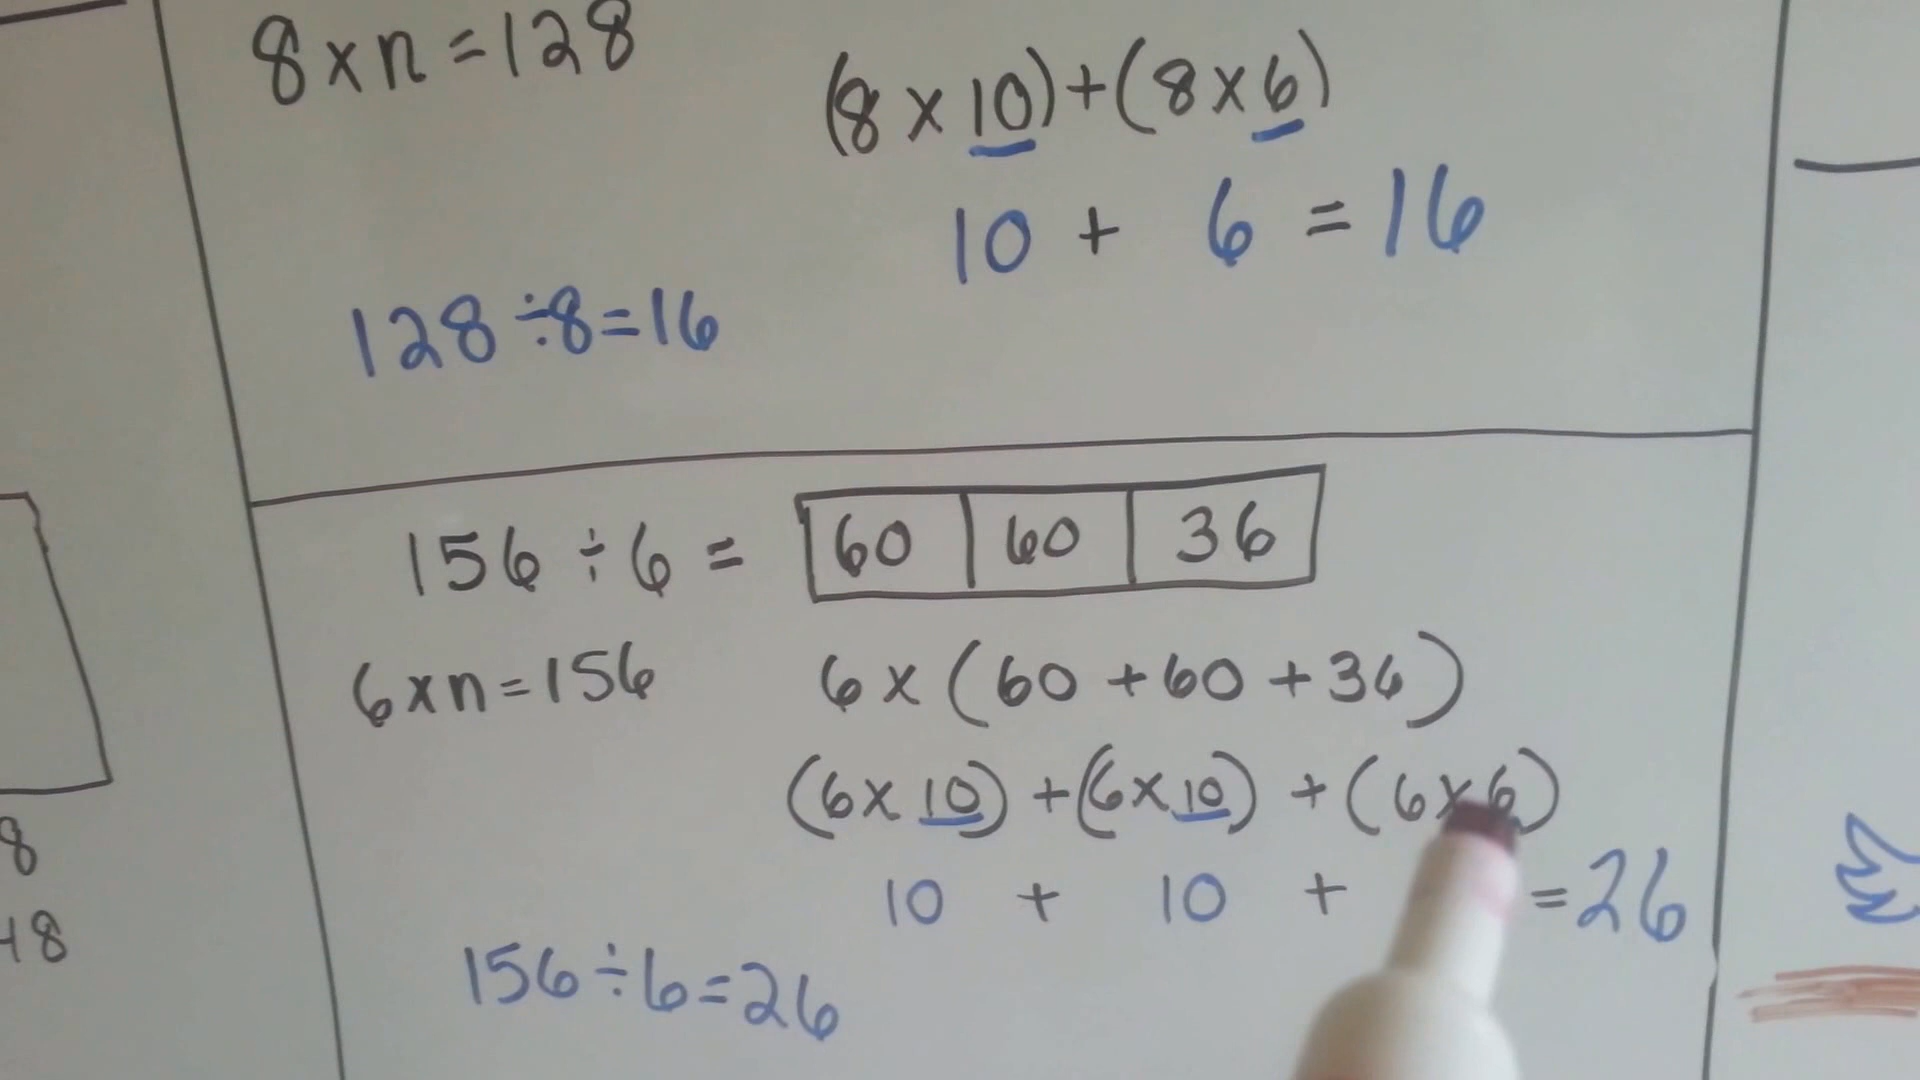 8 x n = 128
(8 x 10) + (8 x 6)
10 + 6 = 16
128 ÷ 8 = 16
156 ÷ 6 = 60 60 36
6 x n = 156
6 x (60 + 60 + 36)
(6 x 10) + (6 x 10) + (6 x 6)
10 + 10 + = 26
156 ÷ 6 = 26
8
48